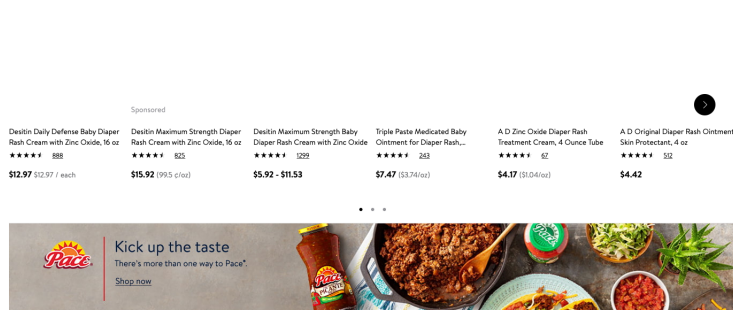 Sponsored
Desitin Daily Defense Baby Diaper
Rash Cream with Zinc Oxide, 16 oz
888
$12.97 $12.97 / each
Desitin Maximum Strength Diaper
Rash Cream with Zinc Oxide, 16 oz
825
$15.92 (99.5 ¢/oz)
Desitin Maximum Strength Baby
Diaper Rash Cream with Zinc Oxide
1299
$5.92 - $11.53
Triple Paste Medicated Baby
Ointment for Diaper Rash,...
243
$7.47 ($3.74/oz)
A D Zinc Oxide Diaper Rash
Treatment Cream, 4 Ounce Tube
67
$4.17 ($1.04/oz)
A D Original Diaper Rash Ointment
Skin Protectant, 4 oz
512
$4.42
Pace
Kick up the taste
There's more than one way to Pace®.
Shop now
Pace
PICANTE